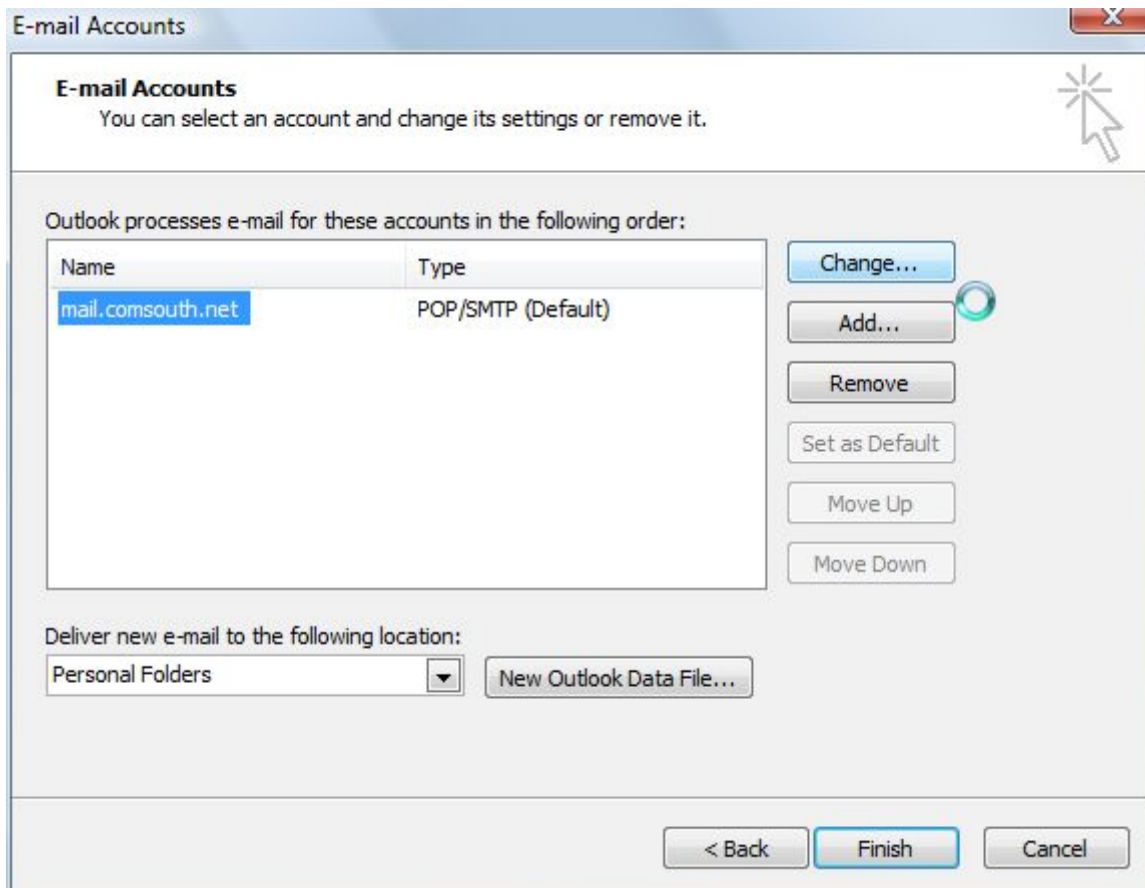 E-mail Accounts
E-mail Accounts
You can select an account and change its settings or remove it.
Outlook processes e-mail for these accounts in the following order:
Name Type
mail.comsouth.net POP/SMTP (Default)
Change...
Add...
Remove
Set as Default
Move Up
Move Down
Deliver new e-mail to the following location:
Personal Folders New Outlook Data File...
< Back Finish Cancel